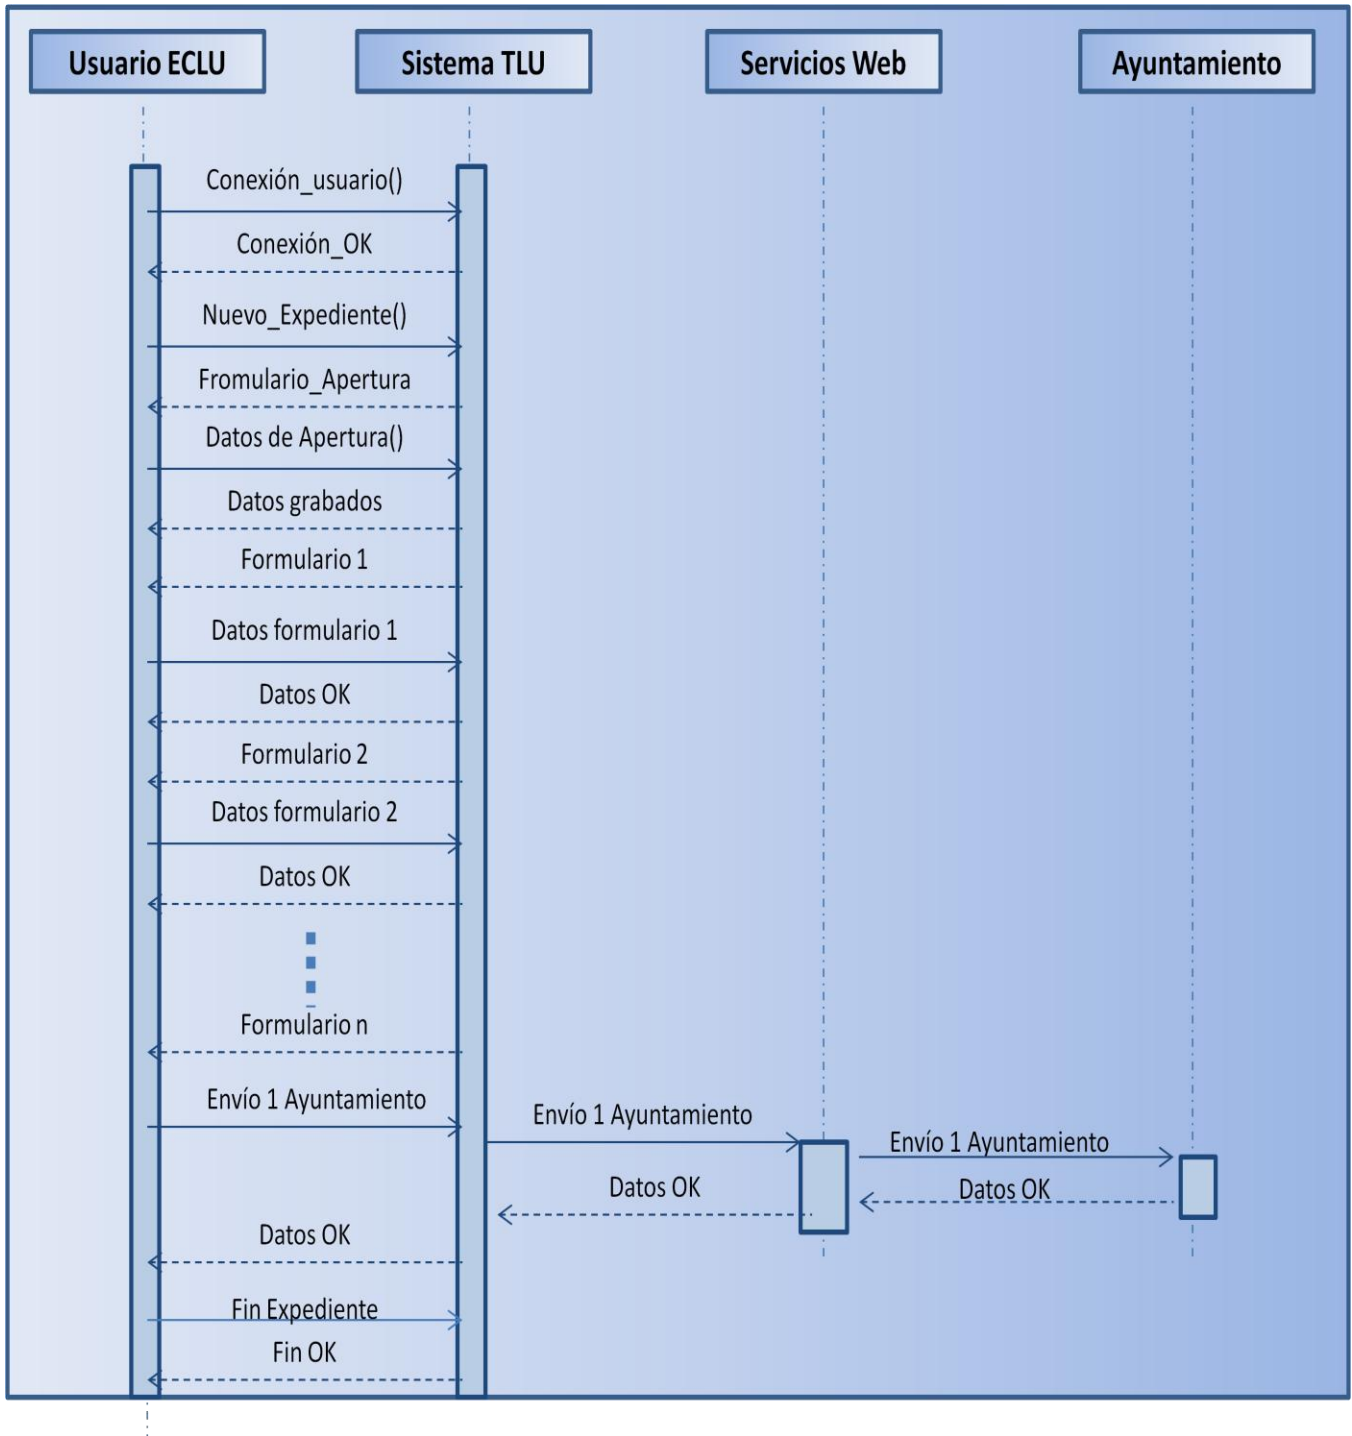 Usuario ECLU
Sistema TLU
Servicios Web
Ayuntamiento
Conexión_usuario()
Conexión_OK
Nuevo_Expediente()
Fromulario_Apertura
Datos de Apertura()
Datos grabados
Formulario 1
Datos formulario 1
Datos OK
Formulario 2
Datos formulario 2
Datos OK
Formulario n
Envío 1 Ayuntamiento
Envío 1 Ayuntamiento
Envío 1 Ayuntamiento
Datos OK
Datos OK
Datos OK
Fin Expediente
Fin OK